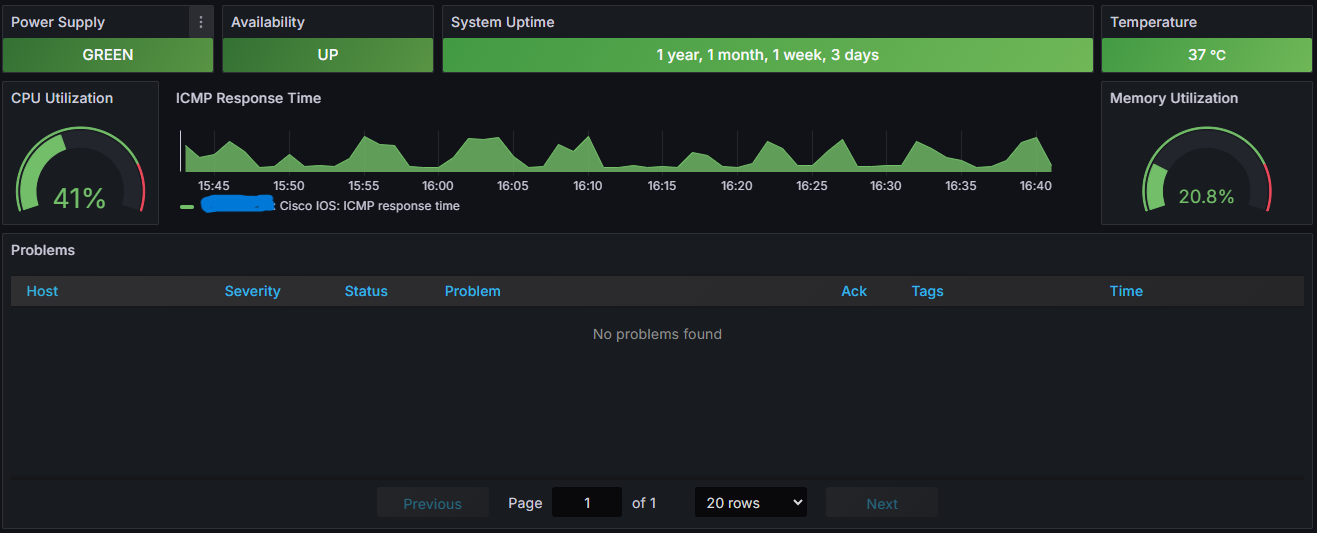 Power Supply
GREEN
Availability
UP
System Uptime
1 year, 1 month, 1 week, 3 days
Temperature
37 °C
CPU Utilization
41%
ICMP Response Time
15:45 15:50 15:55 16:00 16:05 16:10 16:15 16:20 16:25 16:30 16:35 16:40
: Cisco IOS: ICMP response time
Memory Utilization
20.8%
Problems
Host Severity Status Problem Ack Tags Time
No problems found
Previous Page 1 of 1 20 rows Next